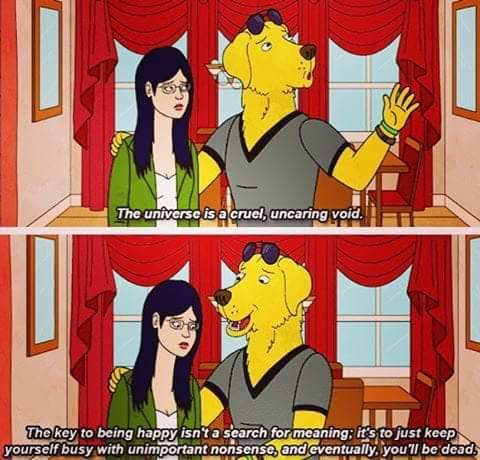 The universe is a cruel, uncaring void.
The key to being happy isn't a search for meaning; it's to just keep
yourself busy with unimportant nonsense, and eventually, you'll be dead.